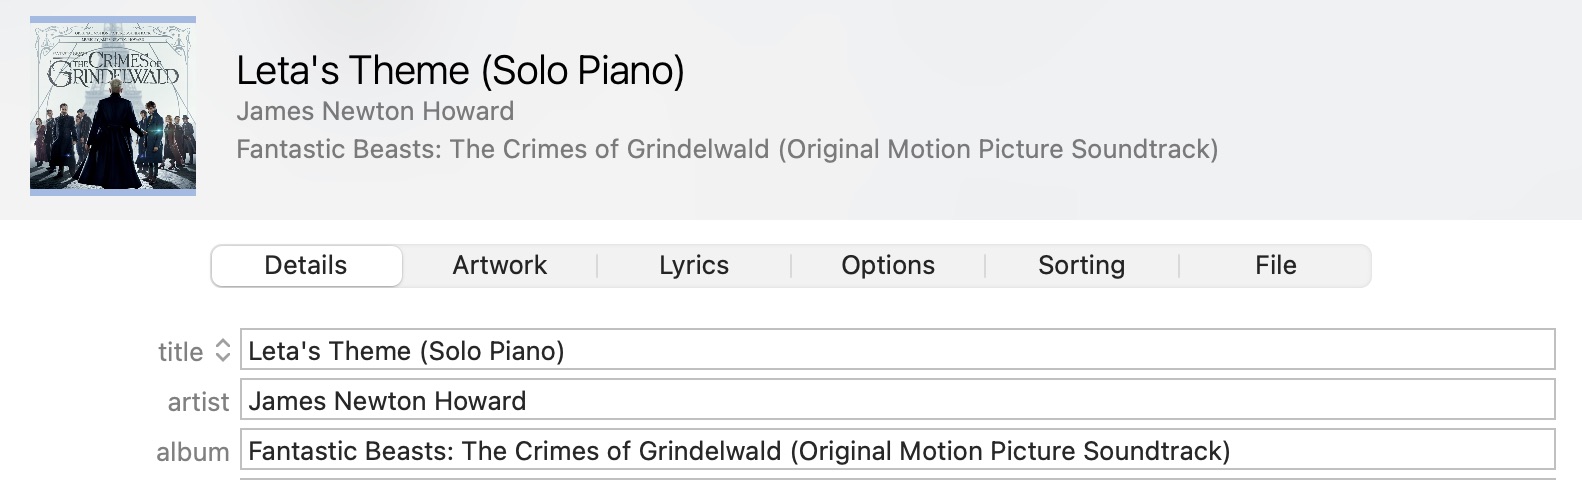 THE CRIMES OF
GRINDELWALD
Leta's Theme (Solo Piano)
James Newton Howard
Fantastic Beasts: The Crimes of Grindelwald (Original Motion Picture Soundtrack)
Details Artwork Lyrics Options Sorting File
title Leta's Theme (Solo Piano)
artist James Newton Howard
album Fantastic Beasts: The Crimes of Grindelwald (Original Motion Picture Soundtrack)